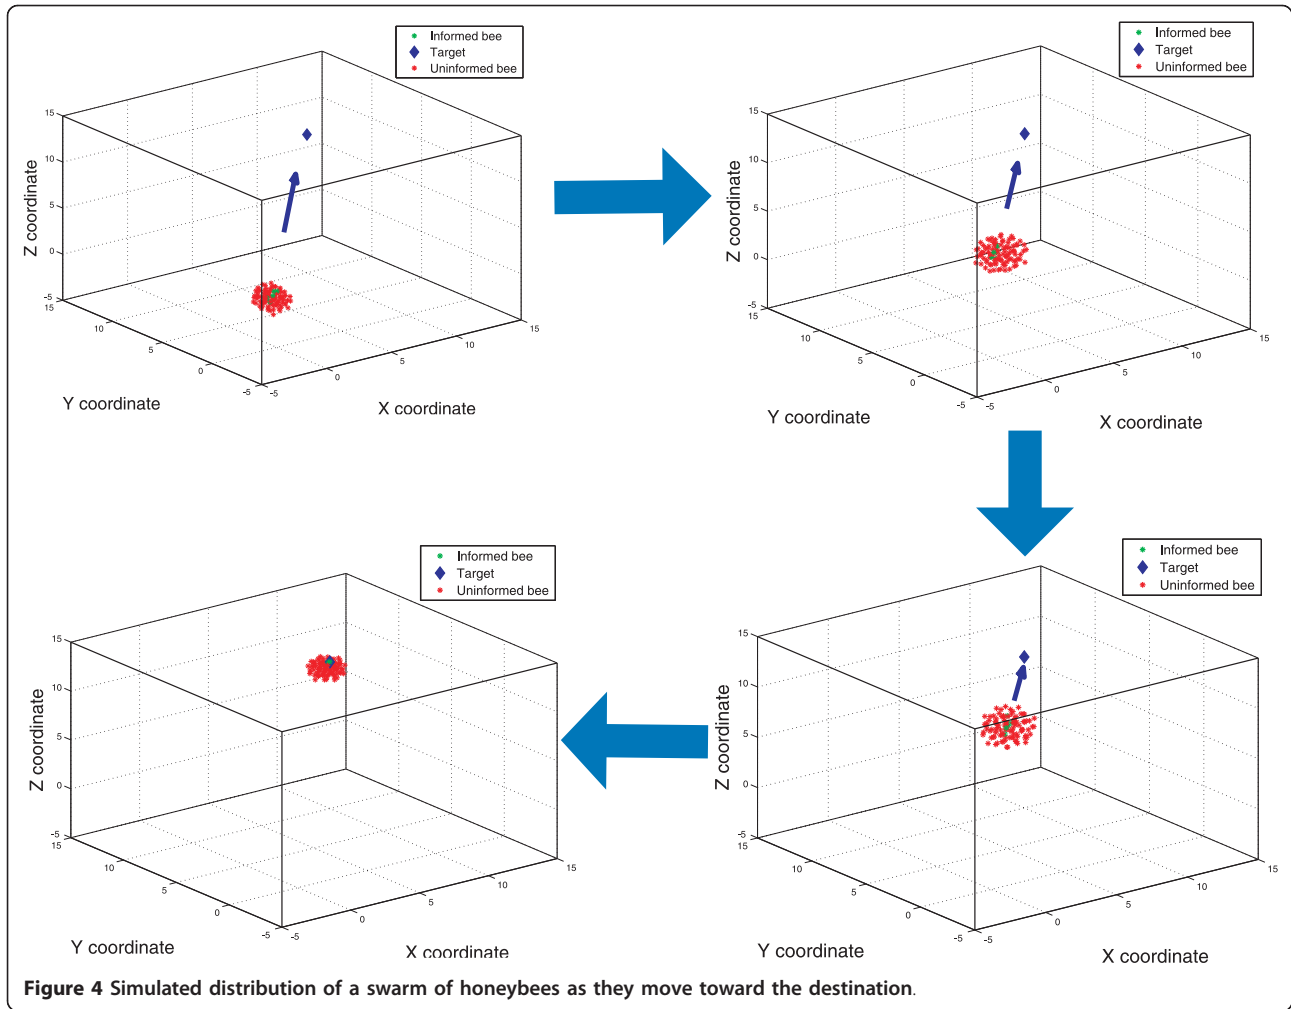 Informed bee
Target
Uninformed bee
15
10
5
0
-5
Z coordinate
15
10
5
0
-5
Y coordinate
-5
0
5
10
15
X coordinate
Informed bee
Target
Uninformed bee
15
10
5
0
-5
Z coordinate
15
10
5
0
-5
Y coordinate
-5
0
5
10
15
X coordinate
Informed bee
Target
Uninformed bee
15
10
5
0
-5
Z coordinate
15
10
5
0
-5
Y coordinate
-5
0
5
10
15
X coordinate
Informed bee
Target
Uninformed bee
15
10
5
0
-5
Z coordinate
15
10
5
0
-5
Y coordinate
-5
0
5
10
15
X coordinate
Figure 4 Simulated distribution of a swarm of honeybees as they move toward the destination.